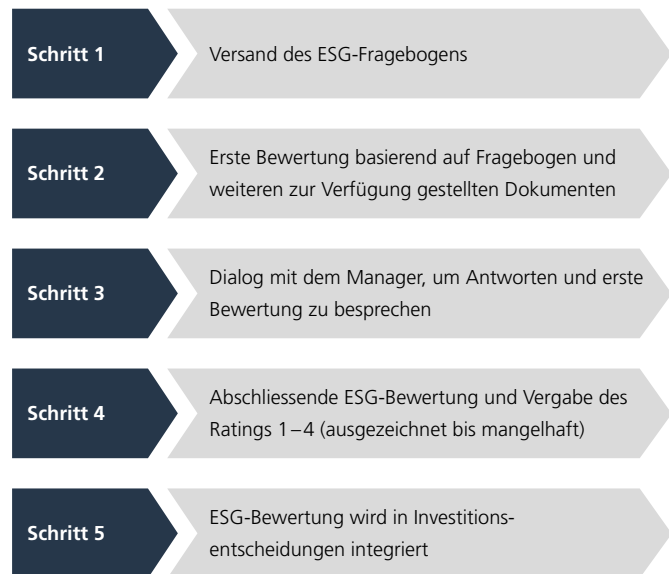 Schritt 1
Versand des ESG-Fragebogens
Schritt 2
Erste Bewertung basierend auf Fragebogen und
weiteren zur Verfügung gestellten Dokumenten
Schritt 3
Dialog mit dem Manager, um Antworten und erste
Bewertung zu besprechen
Schritt 4
Abschliessende ESG-Bewertung und Vergabe des
Ratings 1–4 (ausgezeichnet bis mangelhaft)
Schritt 5
ESG-Bewertung wird in Investitions-
entscheidungen integriert